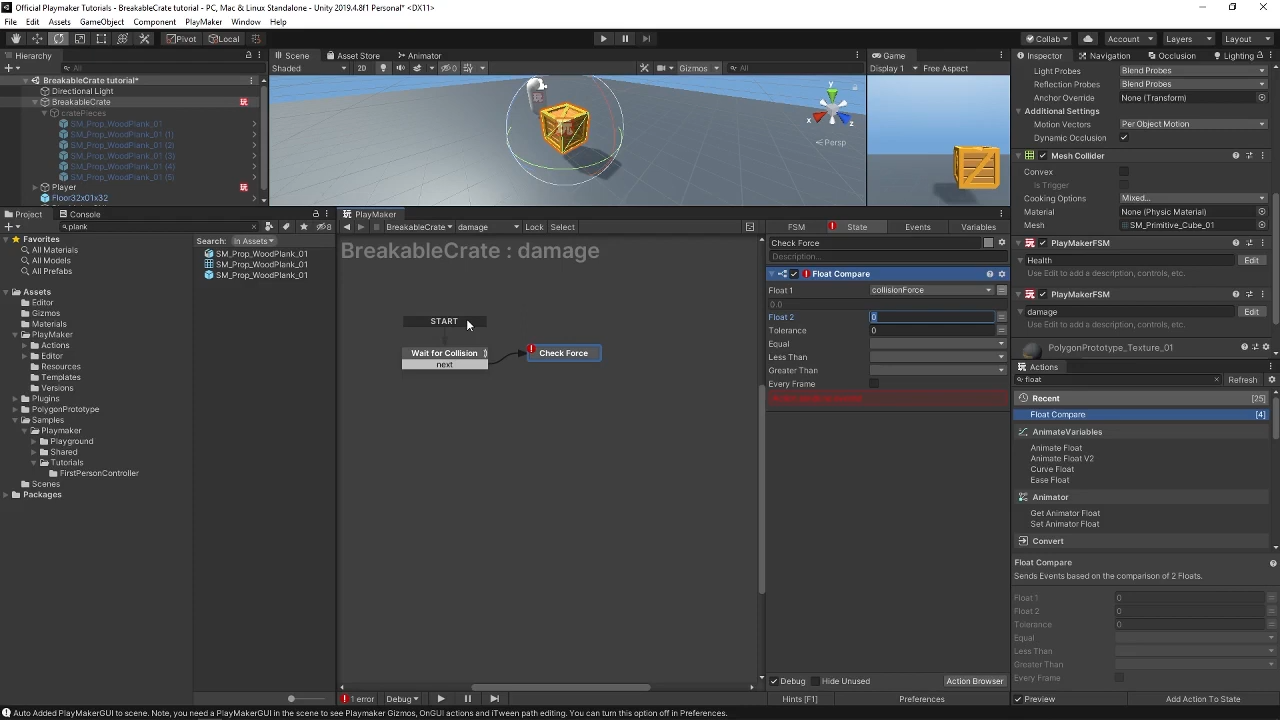 Official Playmaker Tutorials - BreakableCrate tutorial - PC, Mac & Linux Standalone - Unity 2019.4.8f1 Personal* <DX11>
File Edit Assets GameObject Component PlayMaker Window Help
Pivot Local Collab Account Layers Layout
Hierarchy
All
BreakableCrate tutorial*
Directional Light
BreakableCrate
cratePieces
SM_Prop_WoodPlank_01
SM_Prop_WoodPlank_01 (1)
SM_Prop_WoodPlank_01 (2)
SM_Prop_WoodPlank_01 (3)
SM_Prop_WoodPlank_01 (4)
SM_Prop_WoodPlank_01 (5)
Player
Floor32x01x32
Scene Asset Store Animator
Shaded 2D 0 Gizmos All
y
x
z
Persp
Game
Display 1 Free Aspect
Project Console
plank 8
Favorites
All Materials
All Models
All Prefabs
Assets
Editor
Gizmos
Materials
PlayMaker
Actions
Editor
Resources
Templates
Versions
Plugins
PolygonPrototype
Samples
Playmaker
Playground
Shared
Tutorials
FirstPersonController
Scenes
Packages
Search: In Assets
SM_Prop_WoodPlank_01
SM_Prop_WoodPlank_01
SM_Prop_WoodPlank_01
PlayMaker
BreakableCrate damage Lock Select
BreakableCrate : damage
START
Wait for Collision
next
Check Force
1 error Debug
FSM State Events Variables
Check Force
Description...
Float Compare
Float 1 collisionForce
0.0
Float 2 0
Tolerance 0
Equal
Less Than
Greater Than
Every Frame
Debug Hide Unused Action Browser
Hints [F1] Preferences
Inspector Navigation Occlusion Lighting
Light Probes Blend Probes
Reflection Probes Blend Probes
Anchor Override None (Transform)
Additional Settings
Motion Vectors Per Object Motion
Dynamic Occlusion
Mesh Collider
Convex
Is Trigger
Cooking Options Mixed...
Material None (Physic Material)
Mesh SM_Primitive_Cube_01
PlayMakerFSM
Health Edit
Use Edit to add a description, controls, etc.
PlayMakerFSM
damage Edit
Use Edit to add a description, controls, etc.
PolygonPrototype_Texture_01
Actions
float Refresh
Recent [25]
Float Compare [4]
AnimateVariables
Animate Float
Animate Float V2
Curve Float
Ease Float
Animator
Get Animator Float
Set Animator Float
Convert
Float Compare
Sends Events based on the comparison of 2 Floats.
Float 1 0
Float 2 0
Tolerance 0
Equal
Less Than
Greater Than
Every Frame
Preview Add Action To State
Auto Added PlayMakerGUI to scene. Note, you need a PlayMakerGUI in the scene to see Playmaker Gizmos, OnGUI actions and iTween path editing. You can turn this option off in Preferences.